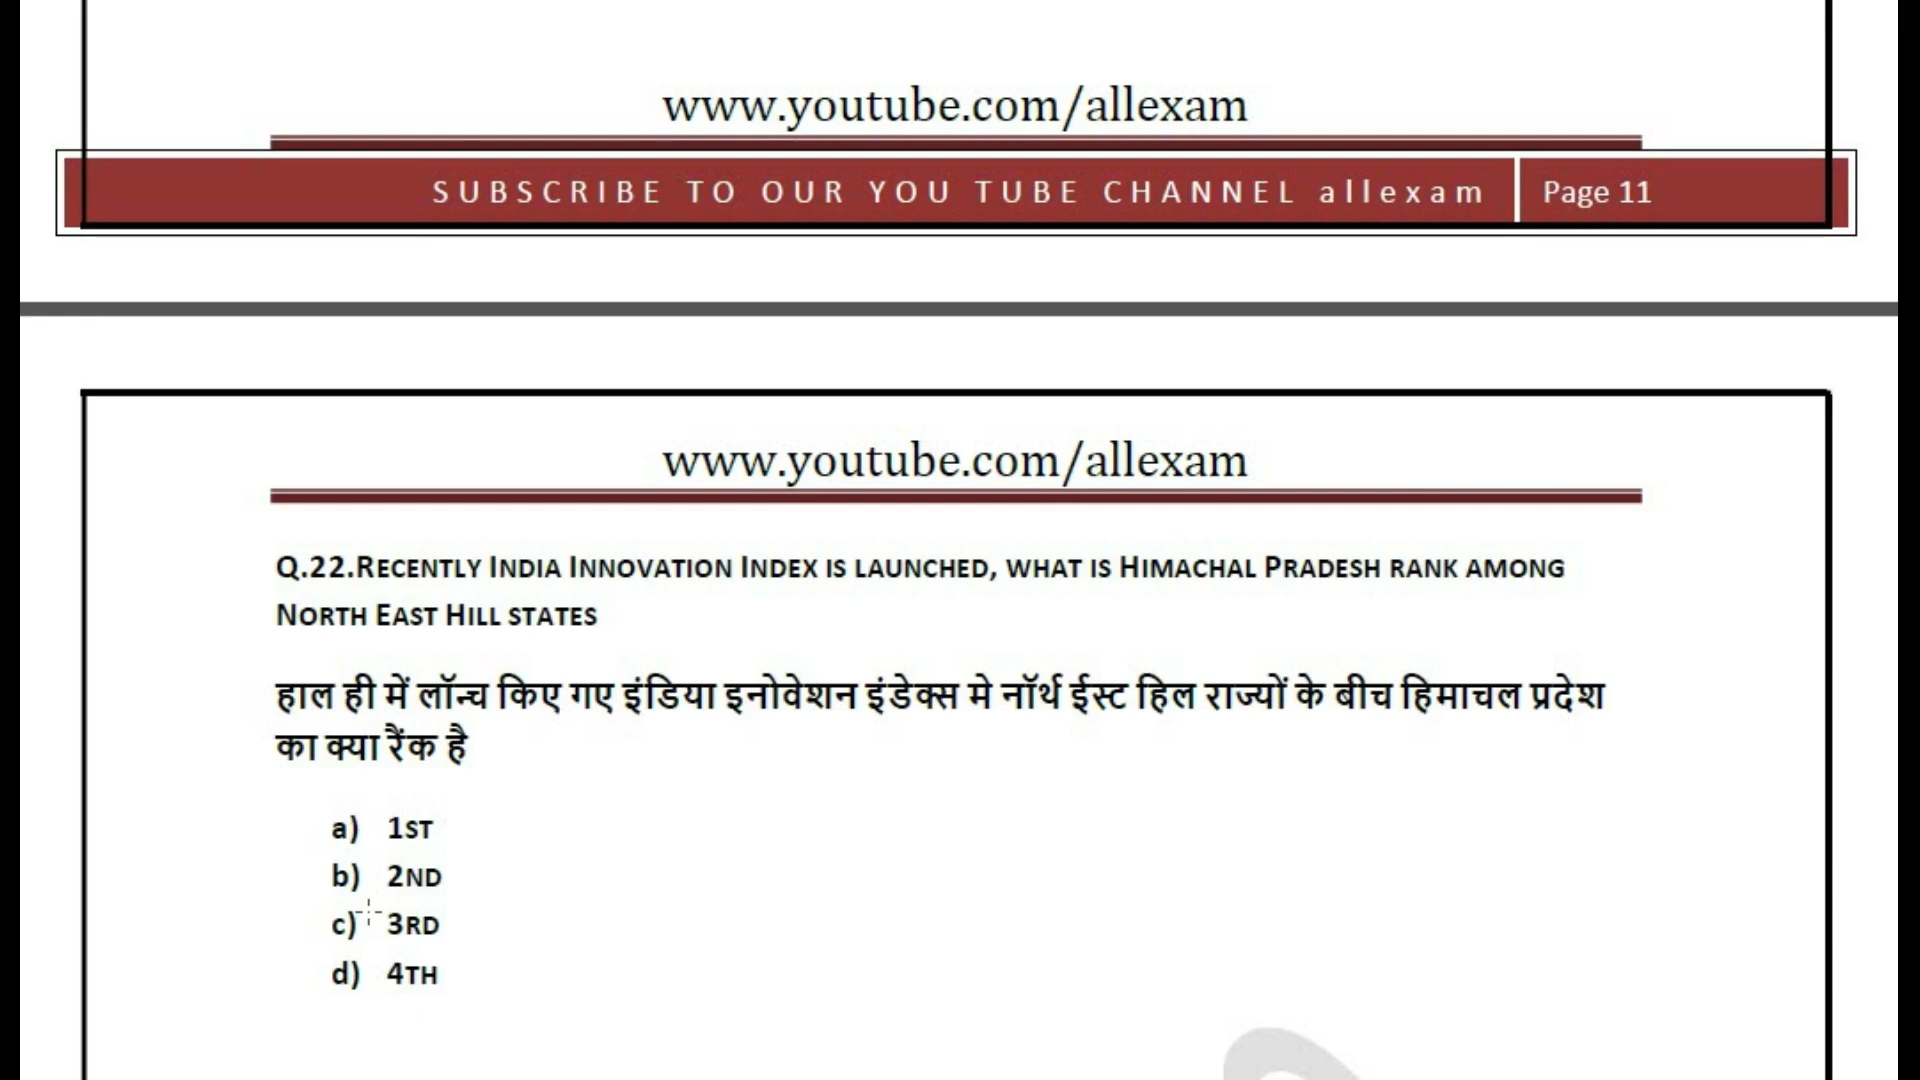 www.youtube.com/allexam
SUBSCRIBE TO OUR YOU TUBE CHANNEL allexam Page 11
www.youtube.com/allexam
Q.22.RECENTLY INDIA INNOVATION INDEX IS LAUNCHED, WHAT IS HIMACHAL PRADESH RANK AMONG
NORTH EAST HILL STATES
हाल ही में लॉन्च किए गए इंडिया इनोवेशन इंडेक्स मे नॉर्थ ईस्ट हिल राज्यों के बीच हिमाचल प्रदेश
का क्या रैंक है
a) 1ST
b) 2ND
c) 3RD
d) 4TH